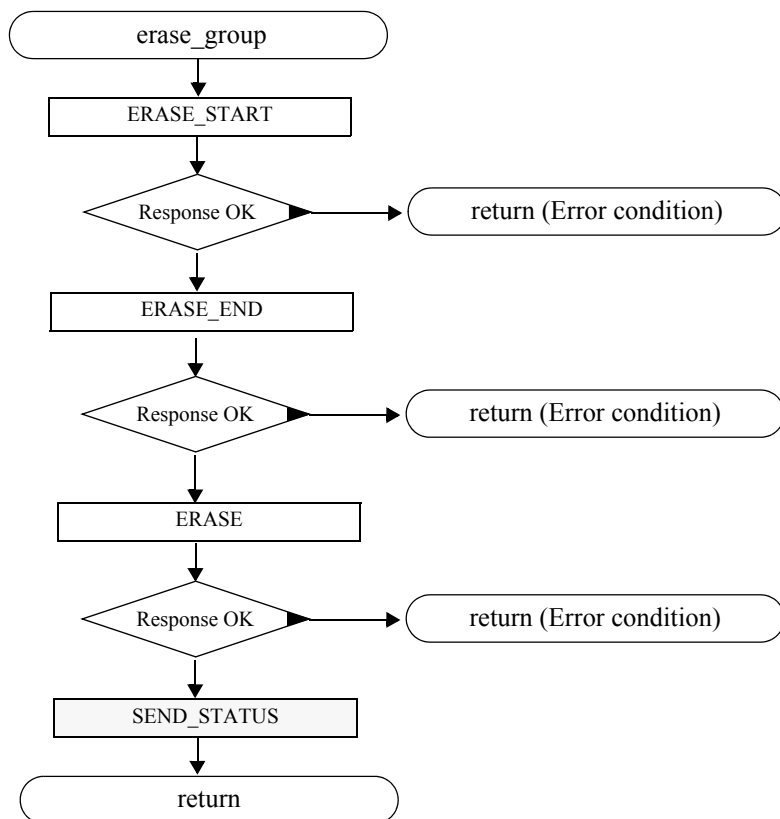 erase_group
ERASE_START
Response OK
return (Error condition)
ERASE_END
Response OK
return (Error condition)
ERASE
Response OK
return (Error condition)
SEND_STATUS
return